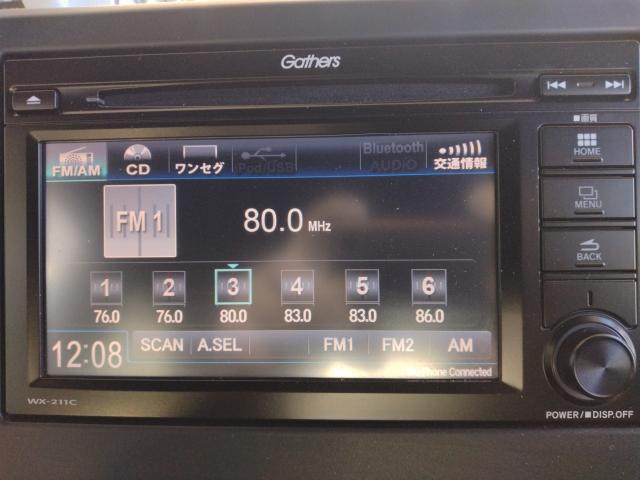 Gathers
■画質
FM/AM CD ワンセグ iPod/USB Bluetooth AUDIO 交通情報
HOME
FM 1 80.0 MHz
MENU
BACK
1 2 3 4 5 6
76.0 76.0 80.0 83.0 83.0 86.0
12:08 SCAN A.SEL FM1 FM2 AM
Phone Connected
WX-211C
POWER/■DISP.OFF